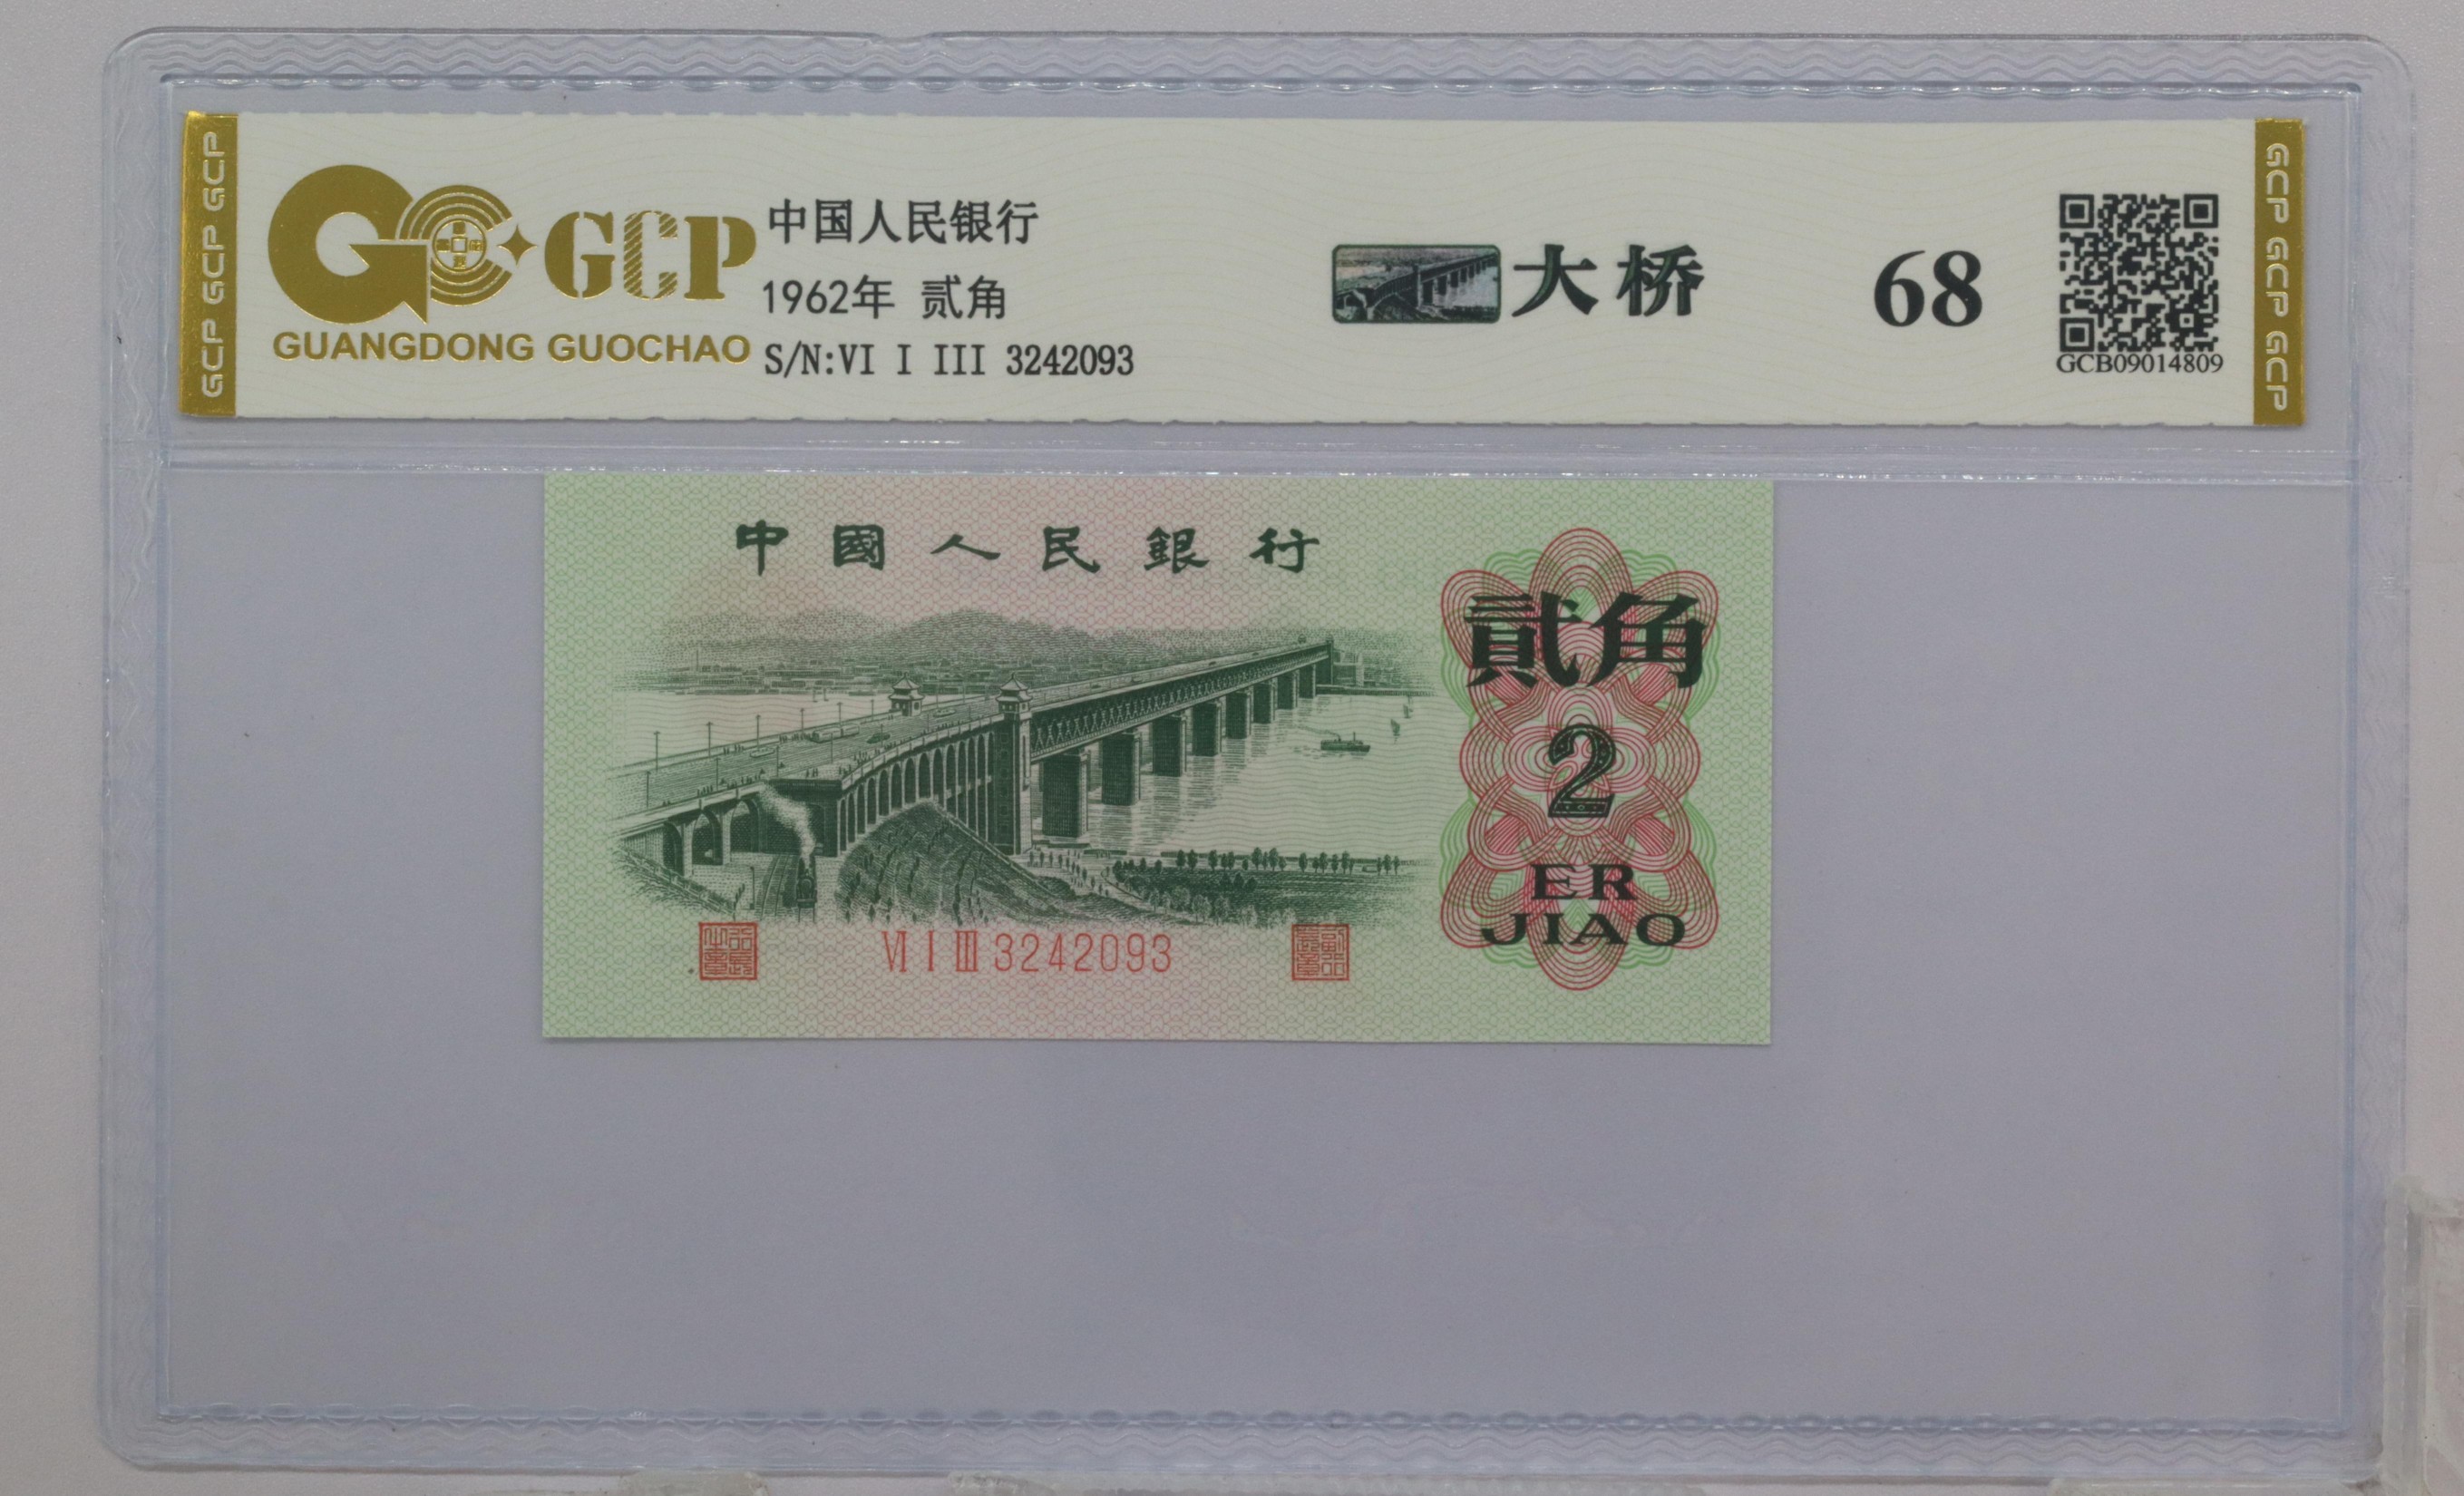 GCP GCP GCP
GCP
GUANGDONG GUOCHAO
中国人民银行
1962年 贰角
S/N:VI I III 3242093
大桥
68
GCB09014809
GCP GCP GCP
中國人民銀行
貳角
2
ER
JIAO
VI I III 3242093